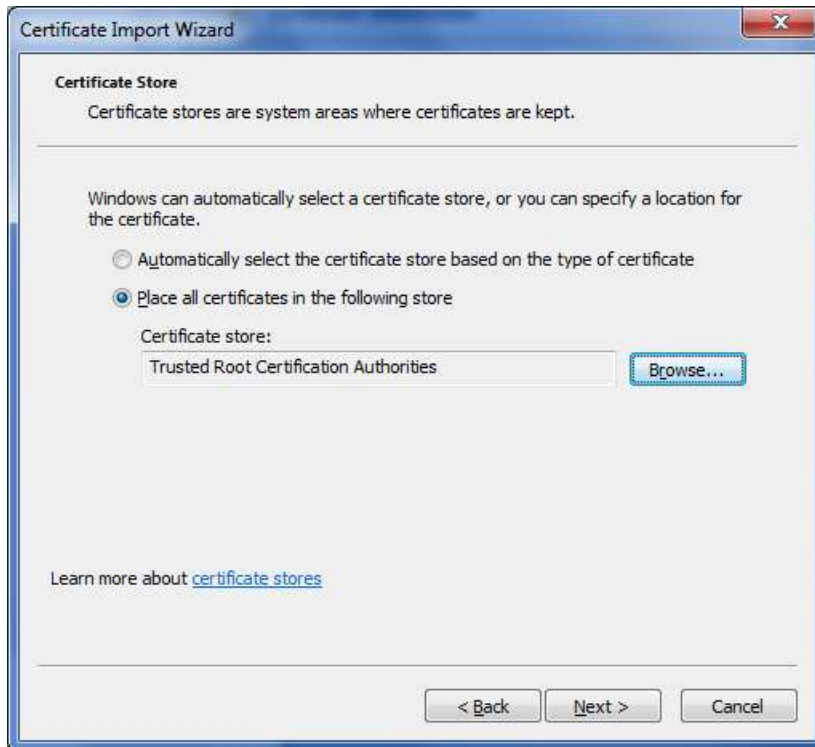 Certificate Import Wizard
Certificate Store
Certificate stores are system areas where certificates are kept.
Windows can automatically select a certificate store, or you can specify a location for
the certificate.
Automatically select the certificate store based on the type of certificate
Place all certificates in the following store
Certificate store:
Trusted Root Certification Authorities
Browse...
Learn more about certificate stores
< Back
Next >
Cancel